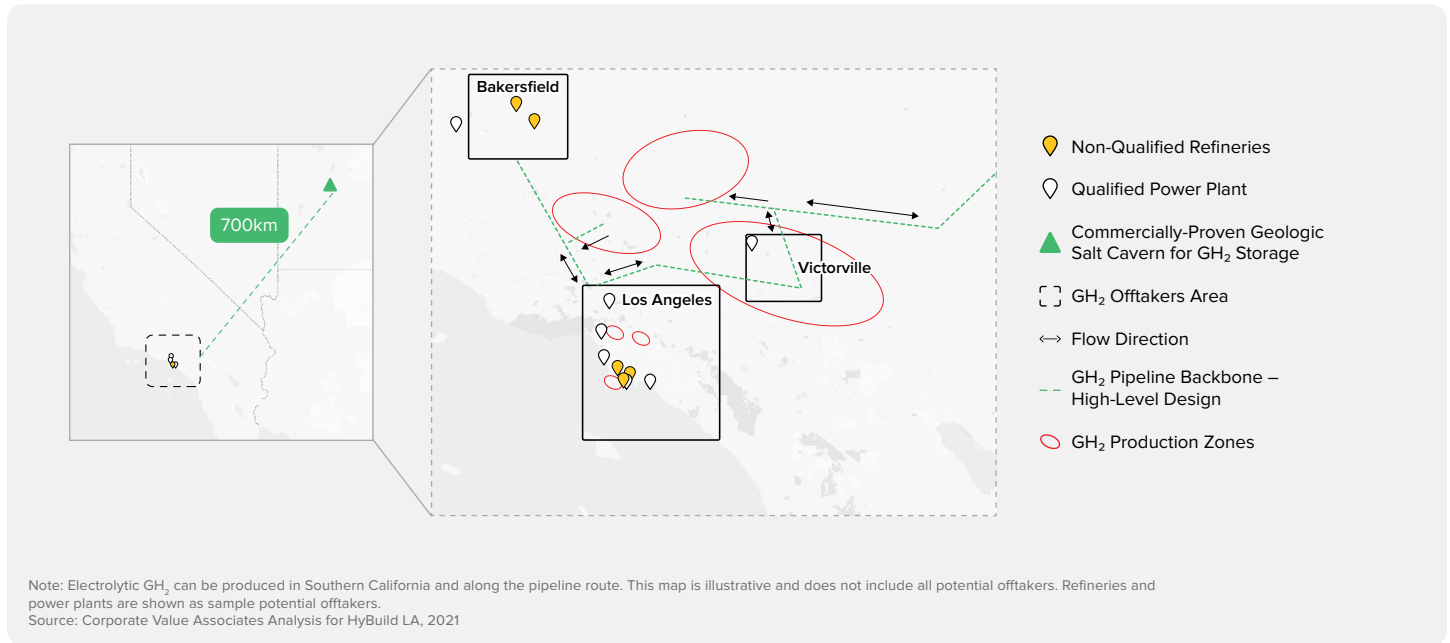 700km
Bakersfield
Victorville
Los Angeles
Non-Qualified Refineries
Qualified Power Plant
Commercially-Proven Geologic
Salt Cavern for GH₂ Storage
GH₂ Offtakers Area
Flow Direction
GH₂ Pipeline Backbone –
High-Level Design
GH₂ Production Zones
Note: Electrolytic GH₂ can be produced in Southern California and along the pipeline route. This map is illustrative and does not include all potential offtakers. Refineries and
power plants are shown as sample potential offtakers.
Source: Corporate Value Associates Analysis for HyBuild LA, 2021